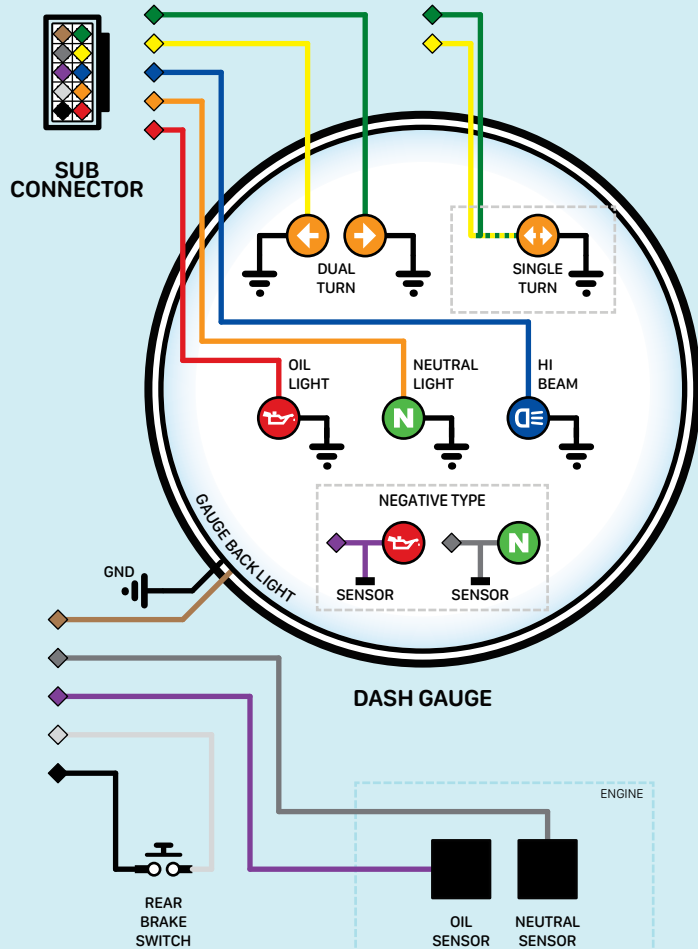 SUB
CONNECTOR
DUAL
TURN
SINGLE
TURN
OIL
LIGHT
NEUTRAL
LIGHT
HI
BEAM
N
NEGATIVE TYPE
N
SENSOR
SENSOR
GAUGE BACK LIGHT
GND
DASH GAUGE
ENGINE
REAR
BRAKE
SWITCH
OIL
SENSOR
NEUTRAL
SENSOR